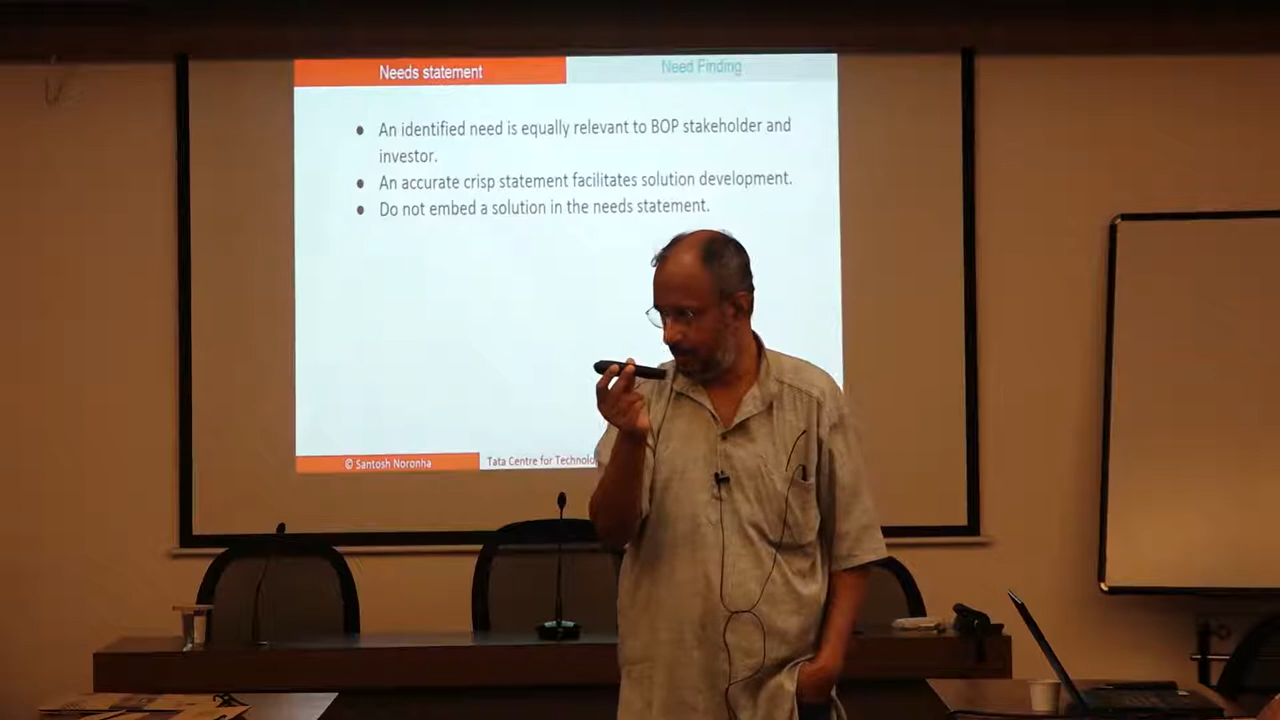 Needs statement
Need Finding
● An identified need is equally relevant to BOP stakeholder and
investor.
● An accurate crisp statement facilitates solution development.
● Do not embed a solution in the needs statement.
© Santosh Noronha
Tata Centre for Technolo